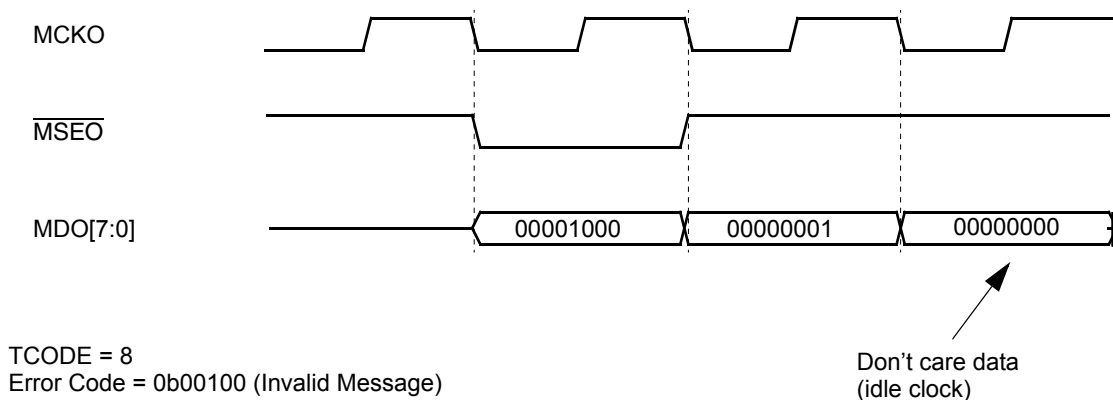 MCKO
MSEO
MDO[7:0]
00001000
00000001
00000000
TCODE = 8
Error Code = 0b00100 (Invalid Message)
Don't care data
(idle clock)